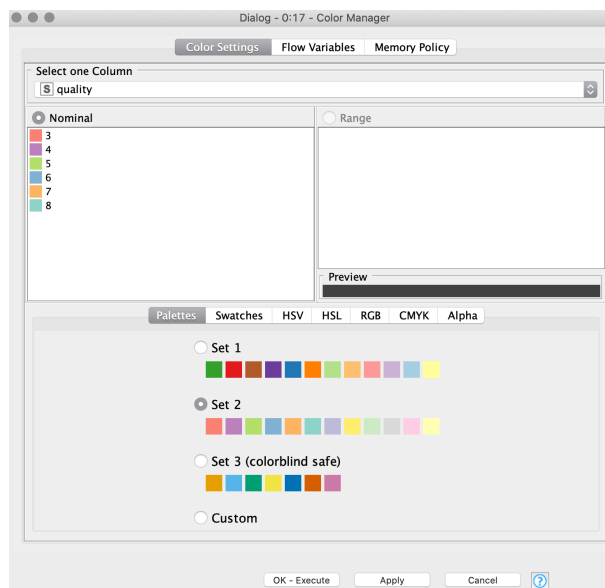 Dialog - 0:17 - Color Manager
Color Settings Flow Variables Memory Policy
Select one Column
S quality
Nominal
Range
3
4
5
6
7
8
Preview
Palettes Swatches HSV HSL RGB CMYK Alpha
Set 1
Set 2
Set 3 (colorblind safe)
Custom
OK - Execute Apply Cancel ?